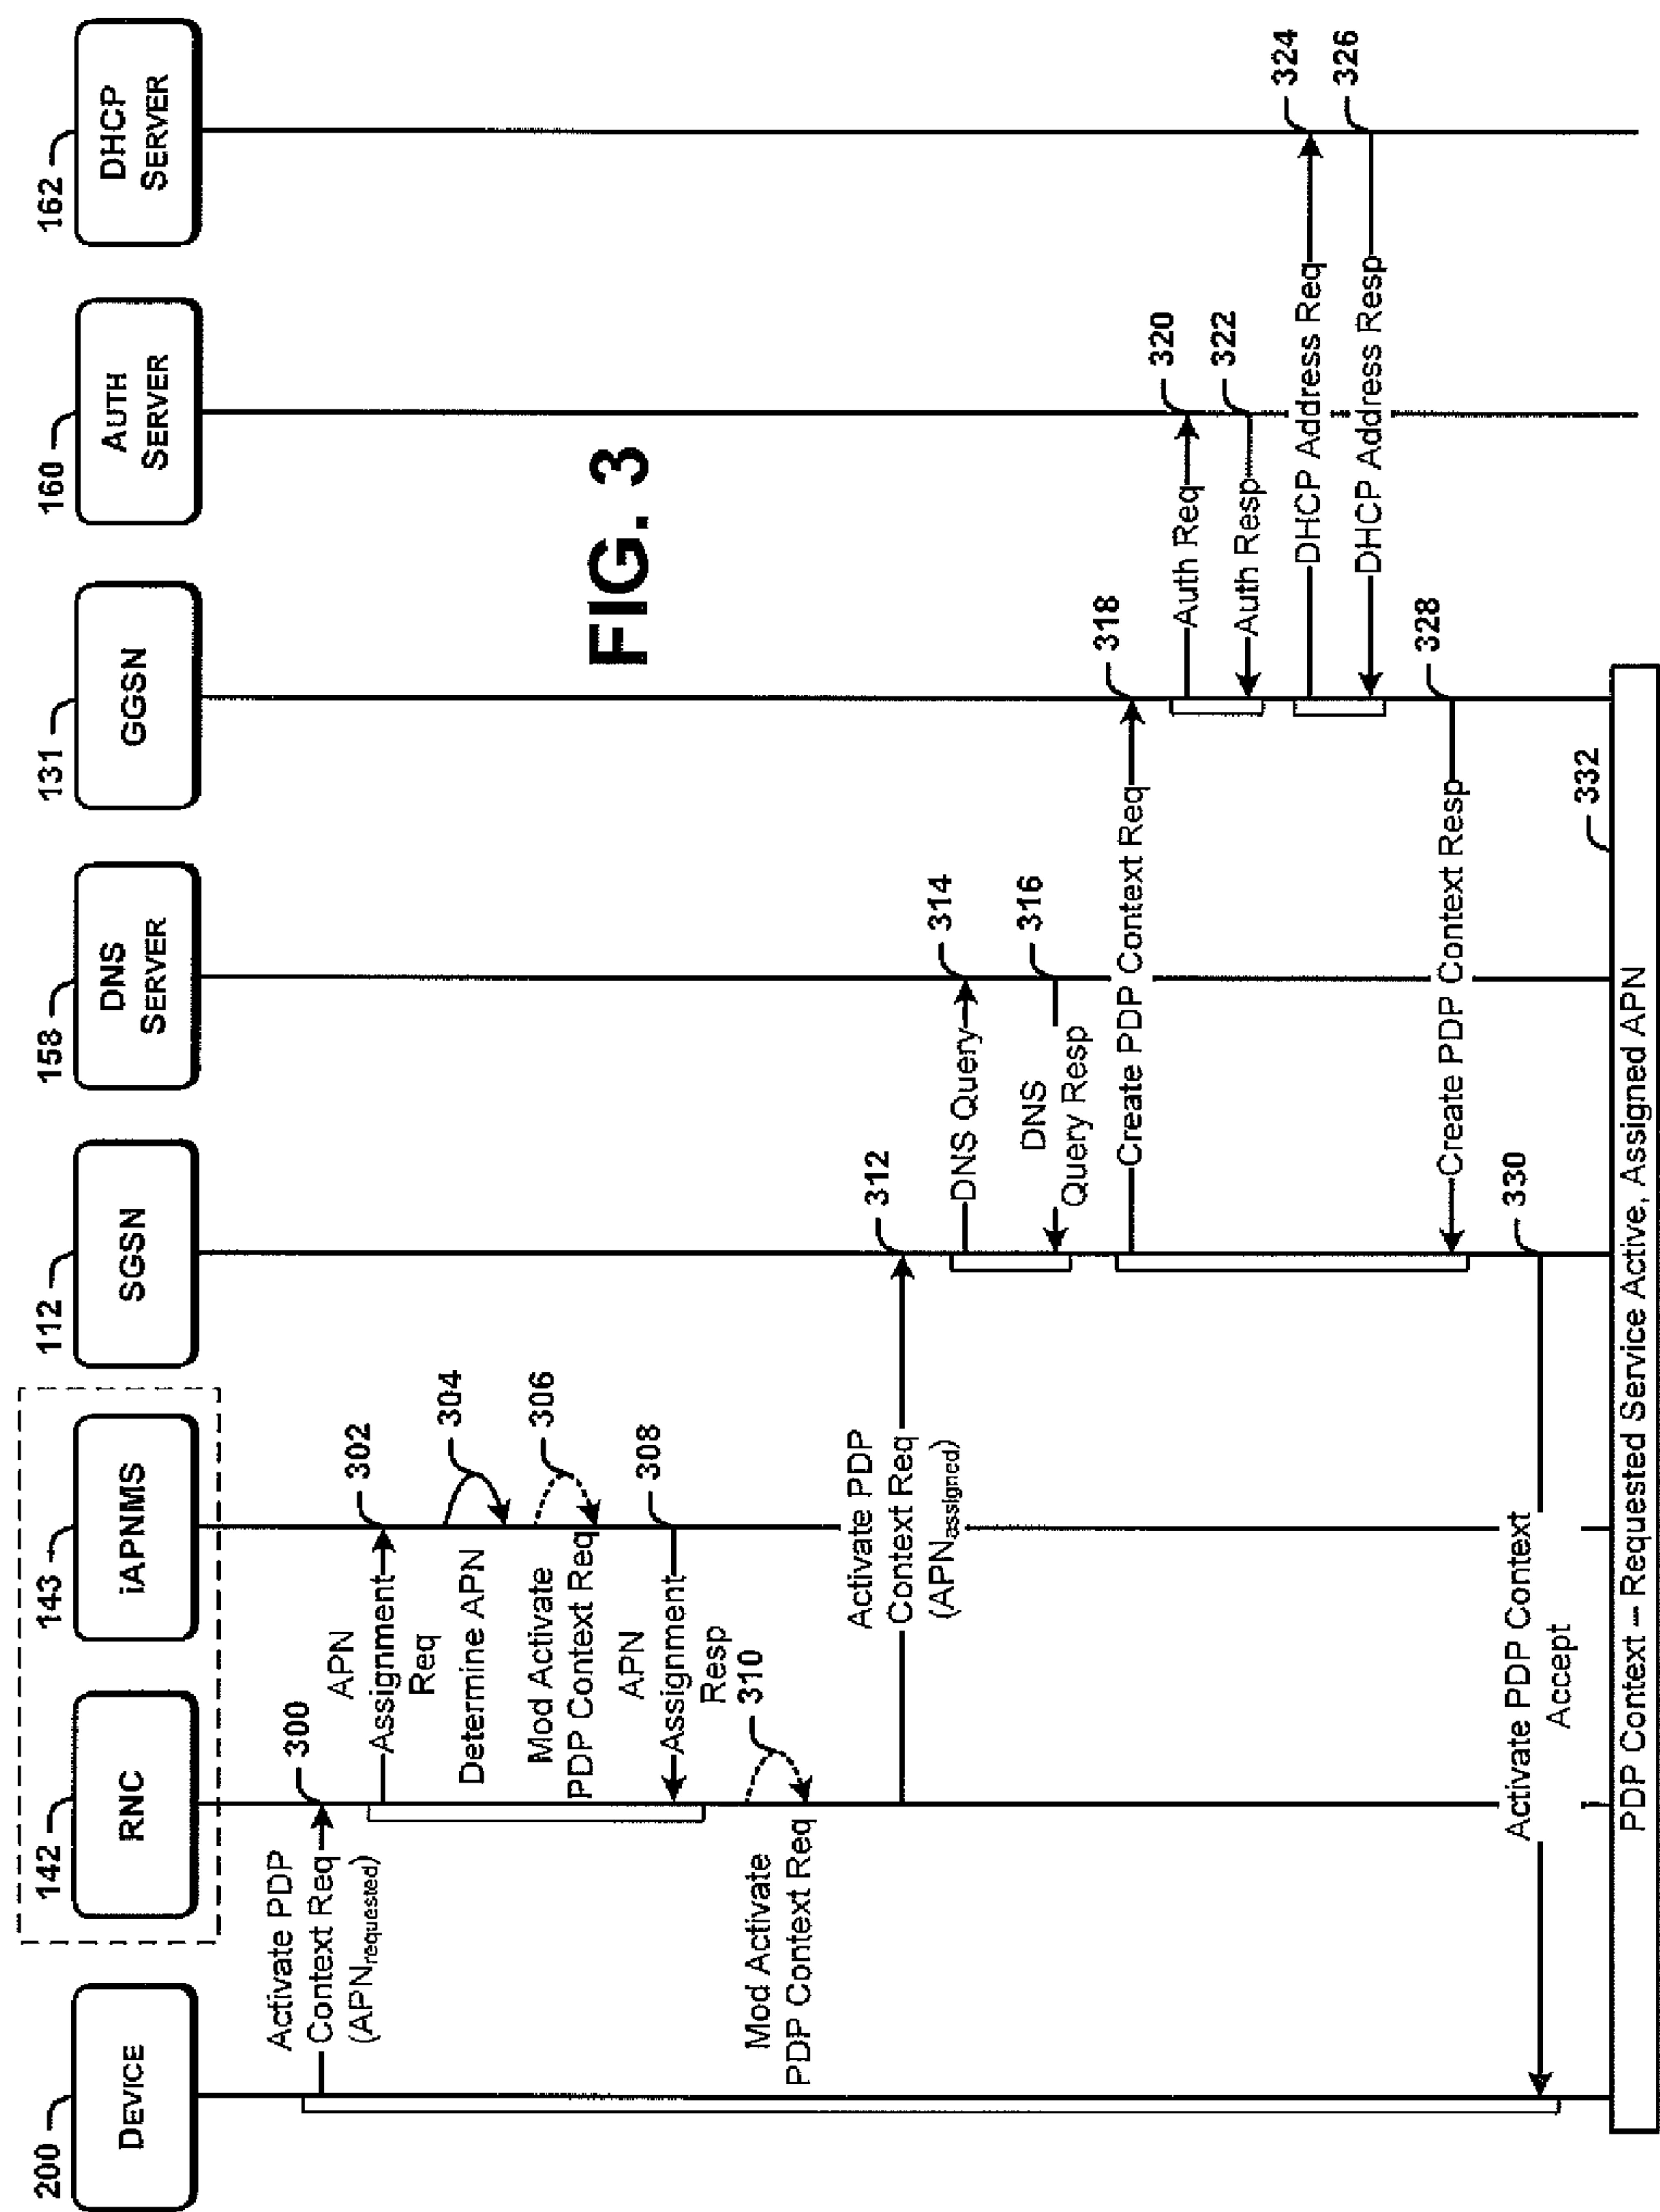 200
DEVICE
142
RNC
143
iAPNMS
112
SGSN
158
DNS
SERVER
131
GGSN
160
AUTH
SERVER
162
DHCP
SERVER
Activate PDP
Context Req
(APNrequested)
300
APN
Assignment
Req
302
Determine APN
304
Mod Activate
PDP Context Req
306
APN
Assignment
Resp
308
Mod Activate
PDP Context Req
310
Activate PDP
Context Req
(APNassigned)
312
DNS Query
314
DNS
Query Resp
316
Create PDP Context Req
318
Auth Req
320
Auth Resp
322
DHCP Address Req
324
DHCP Address Resp
326
Create PDP Context Resp
328
Activate PDP Context
Accept
330
PDP Context – Requested Service Active, Assigned APN
332
FIG. 3